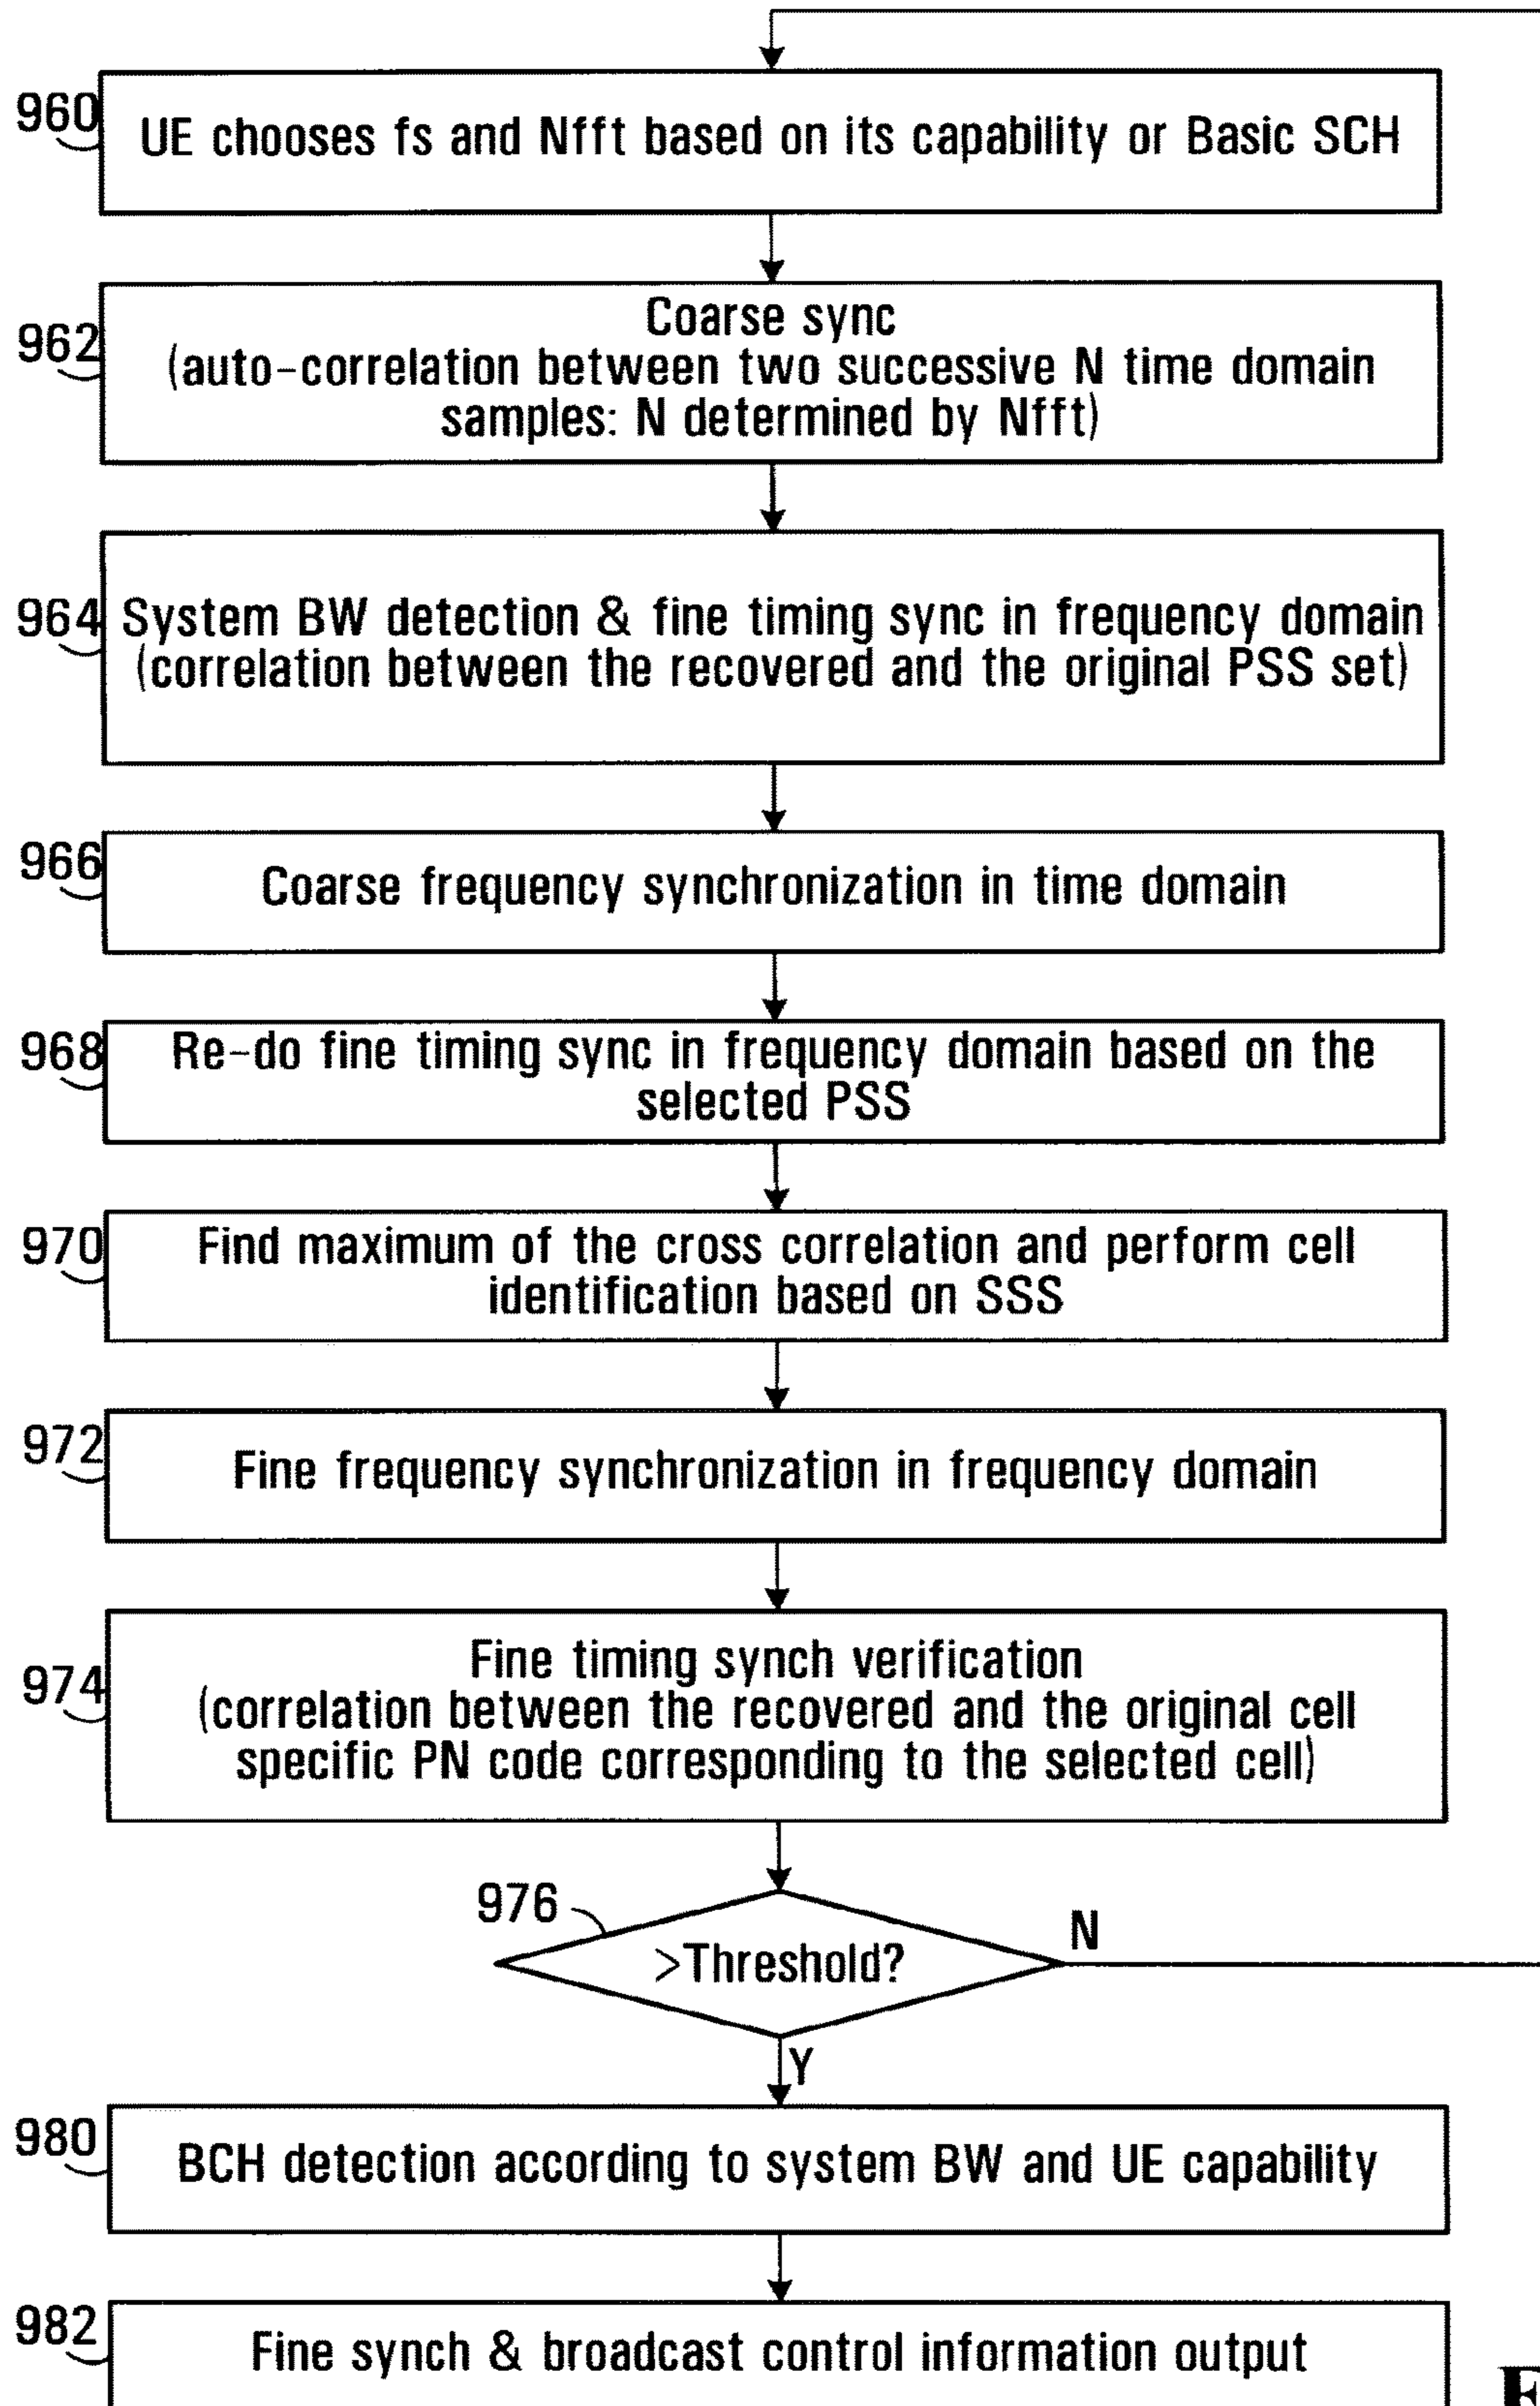 960
UE chooses fs and Nfft based on its capability or Basic SCH
962
Coarse sync
(auto-correlation between two successive N time domain
samples: N determined by Nfft)
964
System BW detection & fine timing sync in frequency domain
(correlation between the recovered and the original PSS set)
966
Coarse frequency synchronization in time domain
968
Re-do fine timing sync in frequency domain based on the
selected PSS
970
Find maximum of the cross correlation and perform cell
identification based on SSS
972
Fine frequency synchronization in frequency domain
974
Fine timing synch verification
(correlation between the recovered and the original cell
specific PN code corresponding to the selected cell)
976
>Threshold?
N
Y
980
BCH detection according to system BW and UE capability
982
Fine synch & broadcast control information output